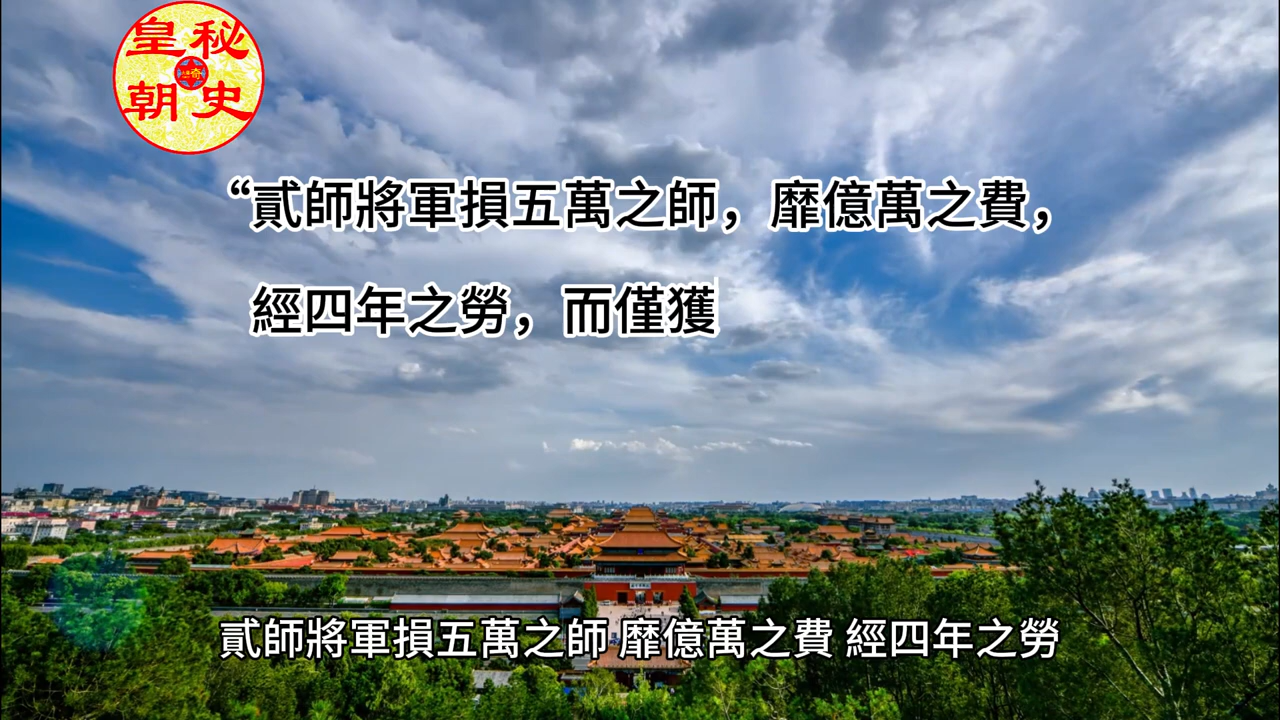 皇秘
朝史
奇
“貳師將軍損五萬之師，靡億萬之費，
經四年之勞，而僅獲
貳師將軍損五萬之師 靡億萬之費 經四年之勞